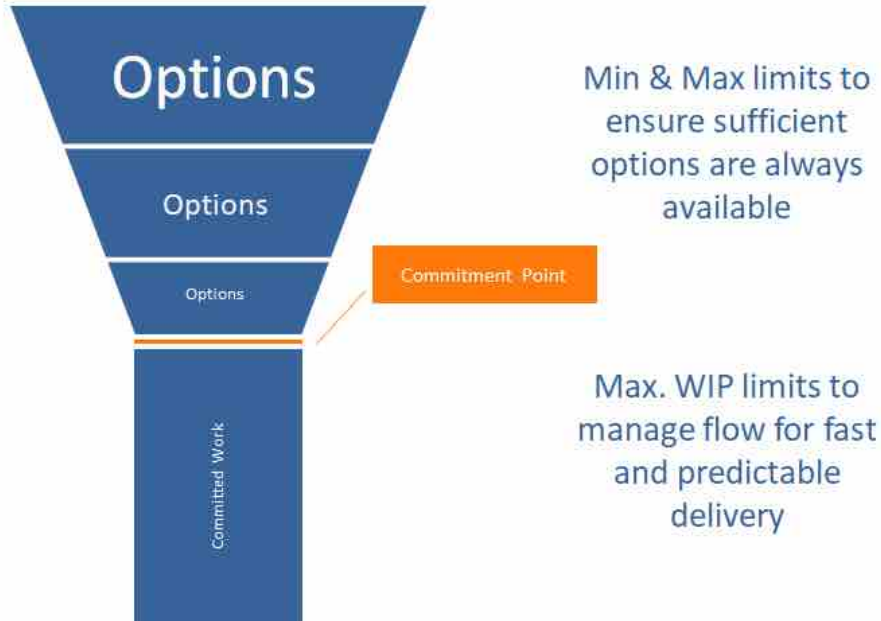 Options
Options
Options
Commitment Point
Committed Work
Min & Max limits to
ensure sufficient
options are always
available
Max. WIP limits to
manage flow for fast
and predictable
delivery